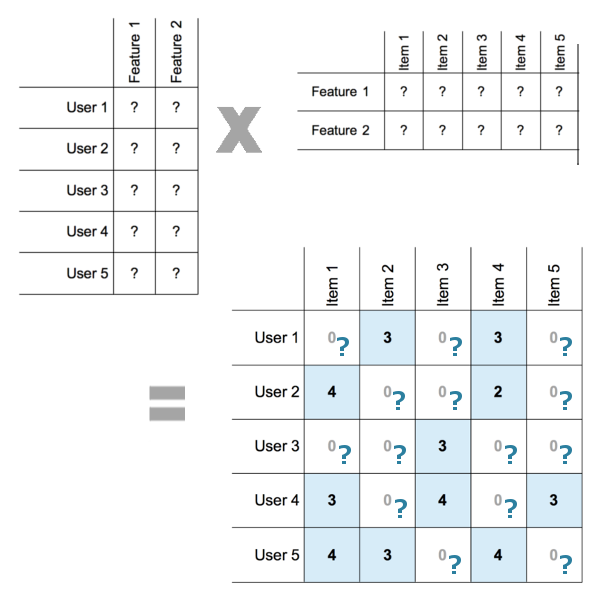 Feature 1 Feature 2
User 1 ? ?
User 2 ? ?
User 3 ? ?
User 4 ? ?
User 5 ? ?
X
Item 1 Item 2 Item 3 Item 4 Item 5
Feature 1 ? ? ? ? ?
Feature 2 ? ? ? ? ?
=
Item 1 Item 2 Item 3 Item 4 Item 5
User 1 0? 3 0? 3 0?
User 2 4 0? 0? 2 0?
User 3 0? 0? 3 0? 0?
User 4 3 0? 4 0? 3
User 5 4 3 0? 4 0?